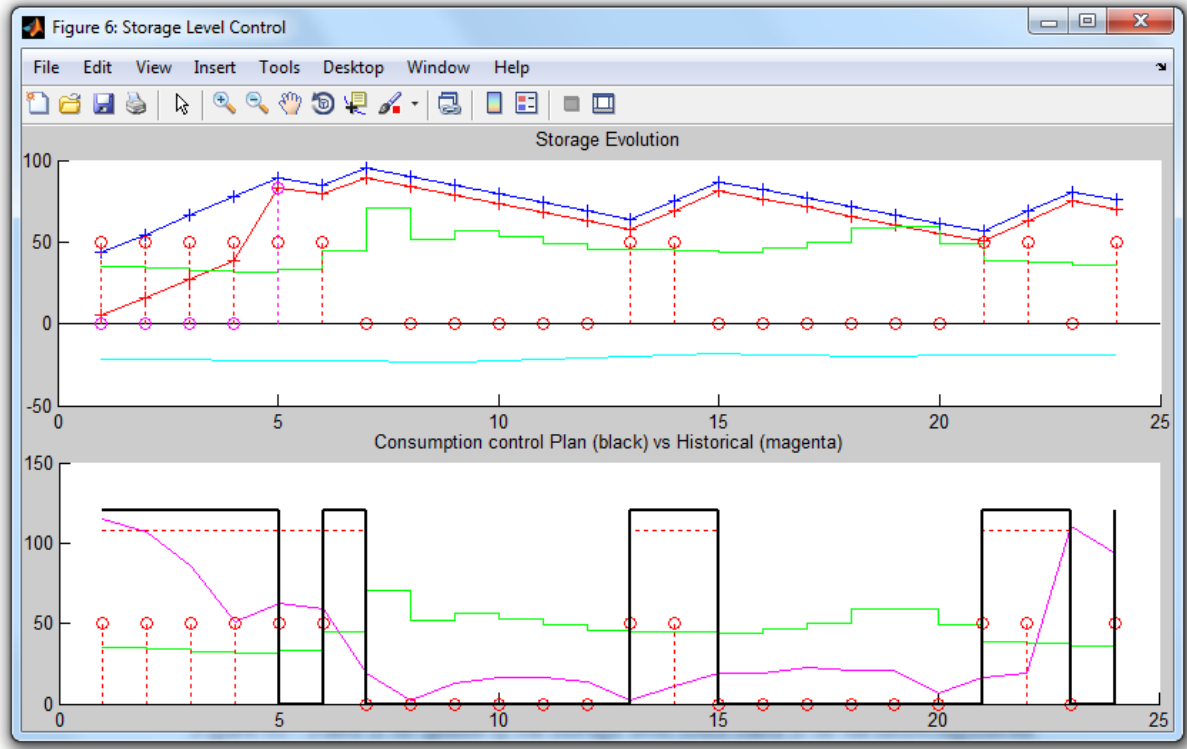 Figure 6: Storage Level Control
File Edit View Insert Tools Desktop Window Help
Storage Evolution
100
50
0
-50
0 5 10 15 20 25
Consumption control Plan (black) vs Historical (magenta)
150
100
50
0
0 5 10 15 20 25